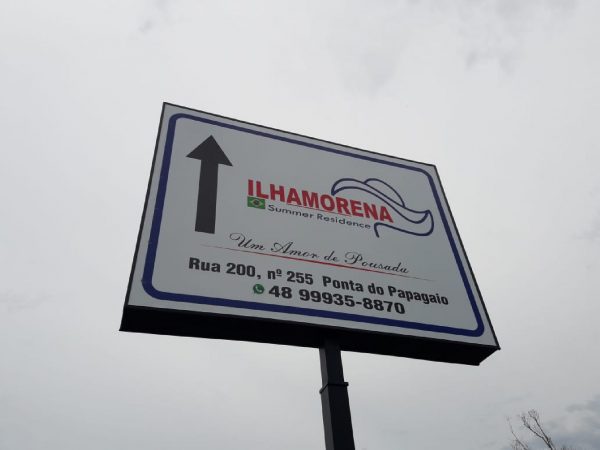 ILHAMORENA
Summer Residence
Um Amor de Pousada
Rua 200, nº 255 Ponta do Papagaio
48 99935-8870